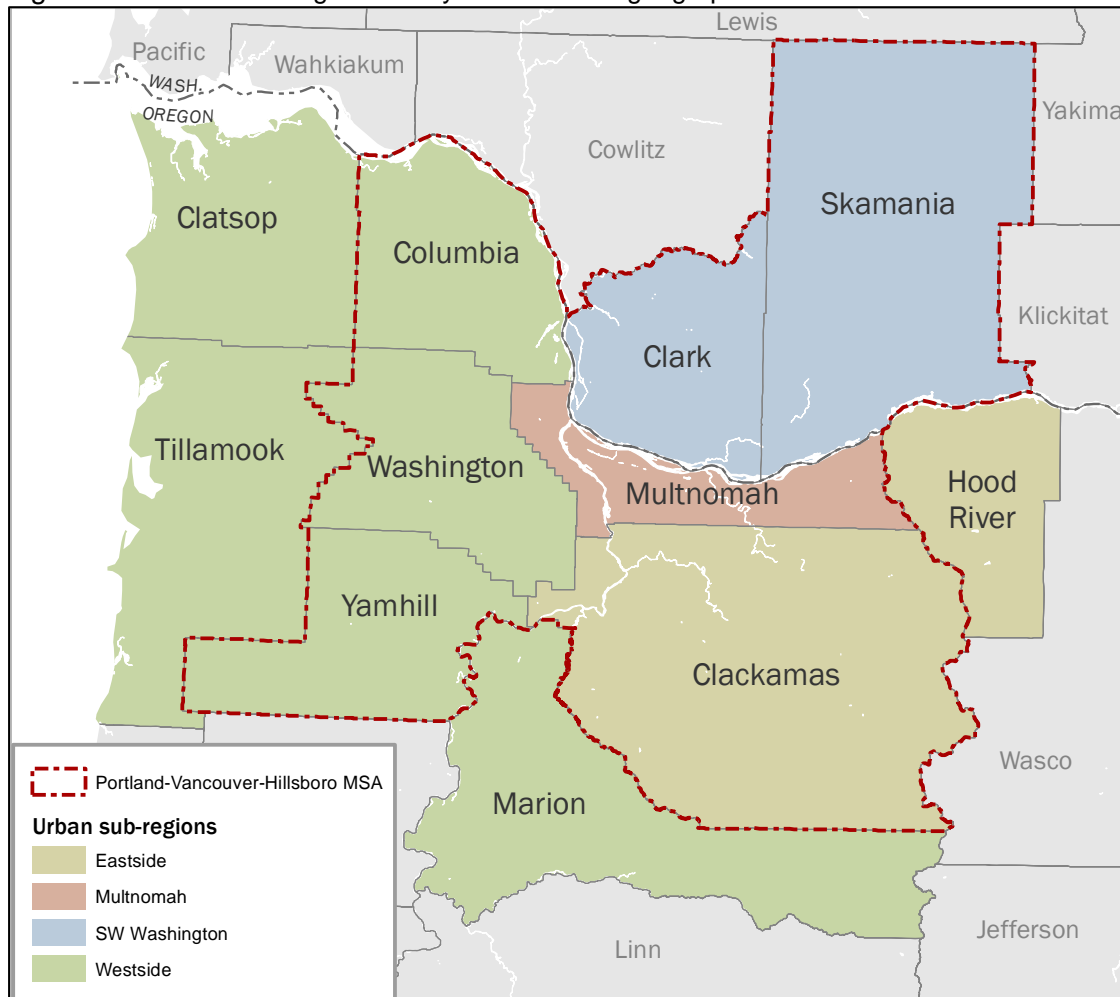 Lewis
Pacific
Wahkiakum
WASH.
OREGON
Yakima
Cowlitz
Skamania
Clatsop
Columbia
Klickitat
Clark
Tillamook
Washington
Multnomah
Hood
River
Yamhill
Clackamas
Wasco
Marion
Portland-Vancouver-Hillsboro MSA
Urban sub-regions
Eastside
Multnomah
SW Washington
Westside
Linn
Jefferson